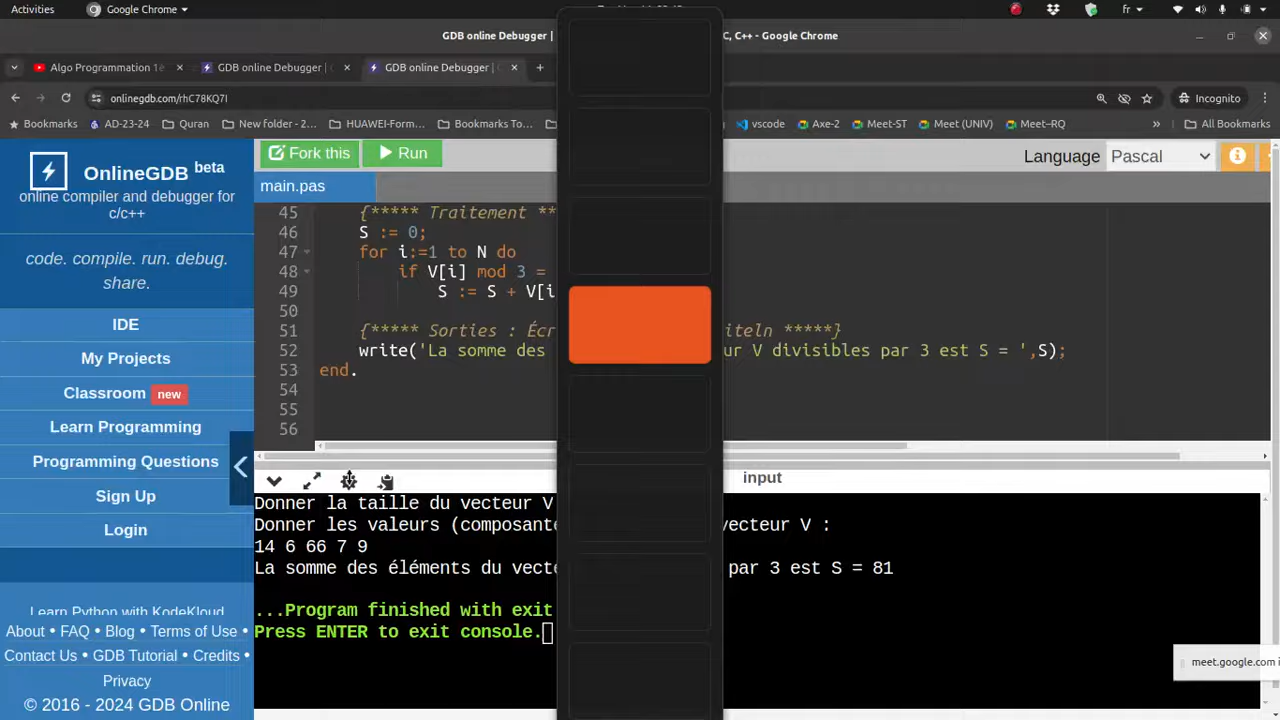 Activities
Google Chrome
fr
GDB online Debugger |
C, C++ - Google Chrome
Algo Programmation 1è
GDB online Debugger |
GDB online Debugger |
onlinegdb.com/rhC78KQ7I
Incognito
Bookmarks
AD-23-24
Quran
New folder - 2...
HUAWEI-Form...
Bookmarks To...
vscode
Axe-2
Meet-ST
Meet (UNIV)
Meet–RQ
»
All Bookmarks
OnlineGDB beta
online compiler and debugger for
c/c++
code. compile. run. debug.
share.
IDE
My Projects
Classroom new
Learn Programming
Programming Questions
Sign Up
Login
Learn Python with KodeKloud
About • FAQ • Blog • Terms of Use •
Contact Us • GDB Tutorial • Credits •
Privacy
© 2016 - 2024 GDB Online
Fork this
Run
Language
Pascal
main.pas
45 {***** Traitement **
46 S := 0;
47 for i:=1 to N do
48 if V[i] mod 3 =
49 S := S + V[i
50
51 {***** Sorties : Écr iteln *****}
52 write('La somme des ur V divisibles par 3 est S = ',S);
53 end.
54
55
56
input
Donner la taille du vecteur V
Donner les valeurs (composante vecteur V :
14 6 66 7 9
La somme des éléments du vecte par 3 est S = 81
...Program finished with exit
Press ENTER to exit console.
meet.google.com i